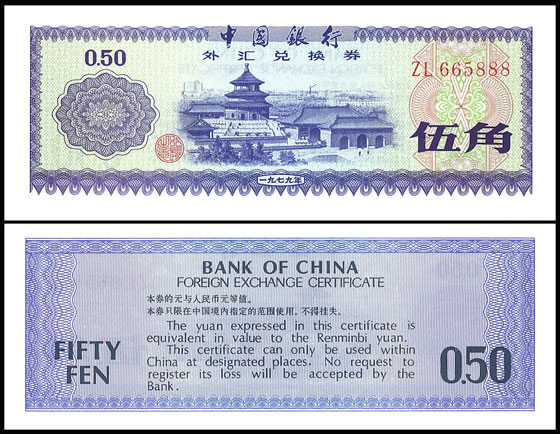 中国银行
外汇兑换券
0.50
ZL 665888
伍角
一九七九年
BANK OF CHINA
FOREIGN EXCHANGE CERTIFICATE
本券的元与人民币元等值。
本券只限在中国境内指定的范围使用，不得挂失。
The yuan expressed in this certificate is
equivalent in value to the Renminbi yuan.
This certificate can only be used within
China at designated places. No request to
register its loss will be accepted by the
Bank.
FIFTY
FEN
0.50